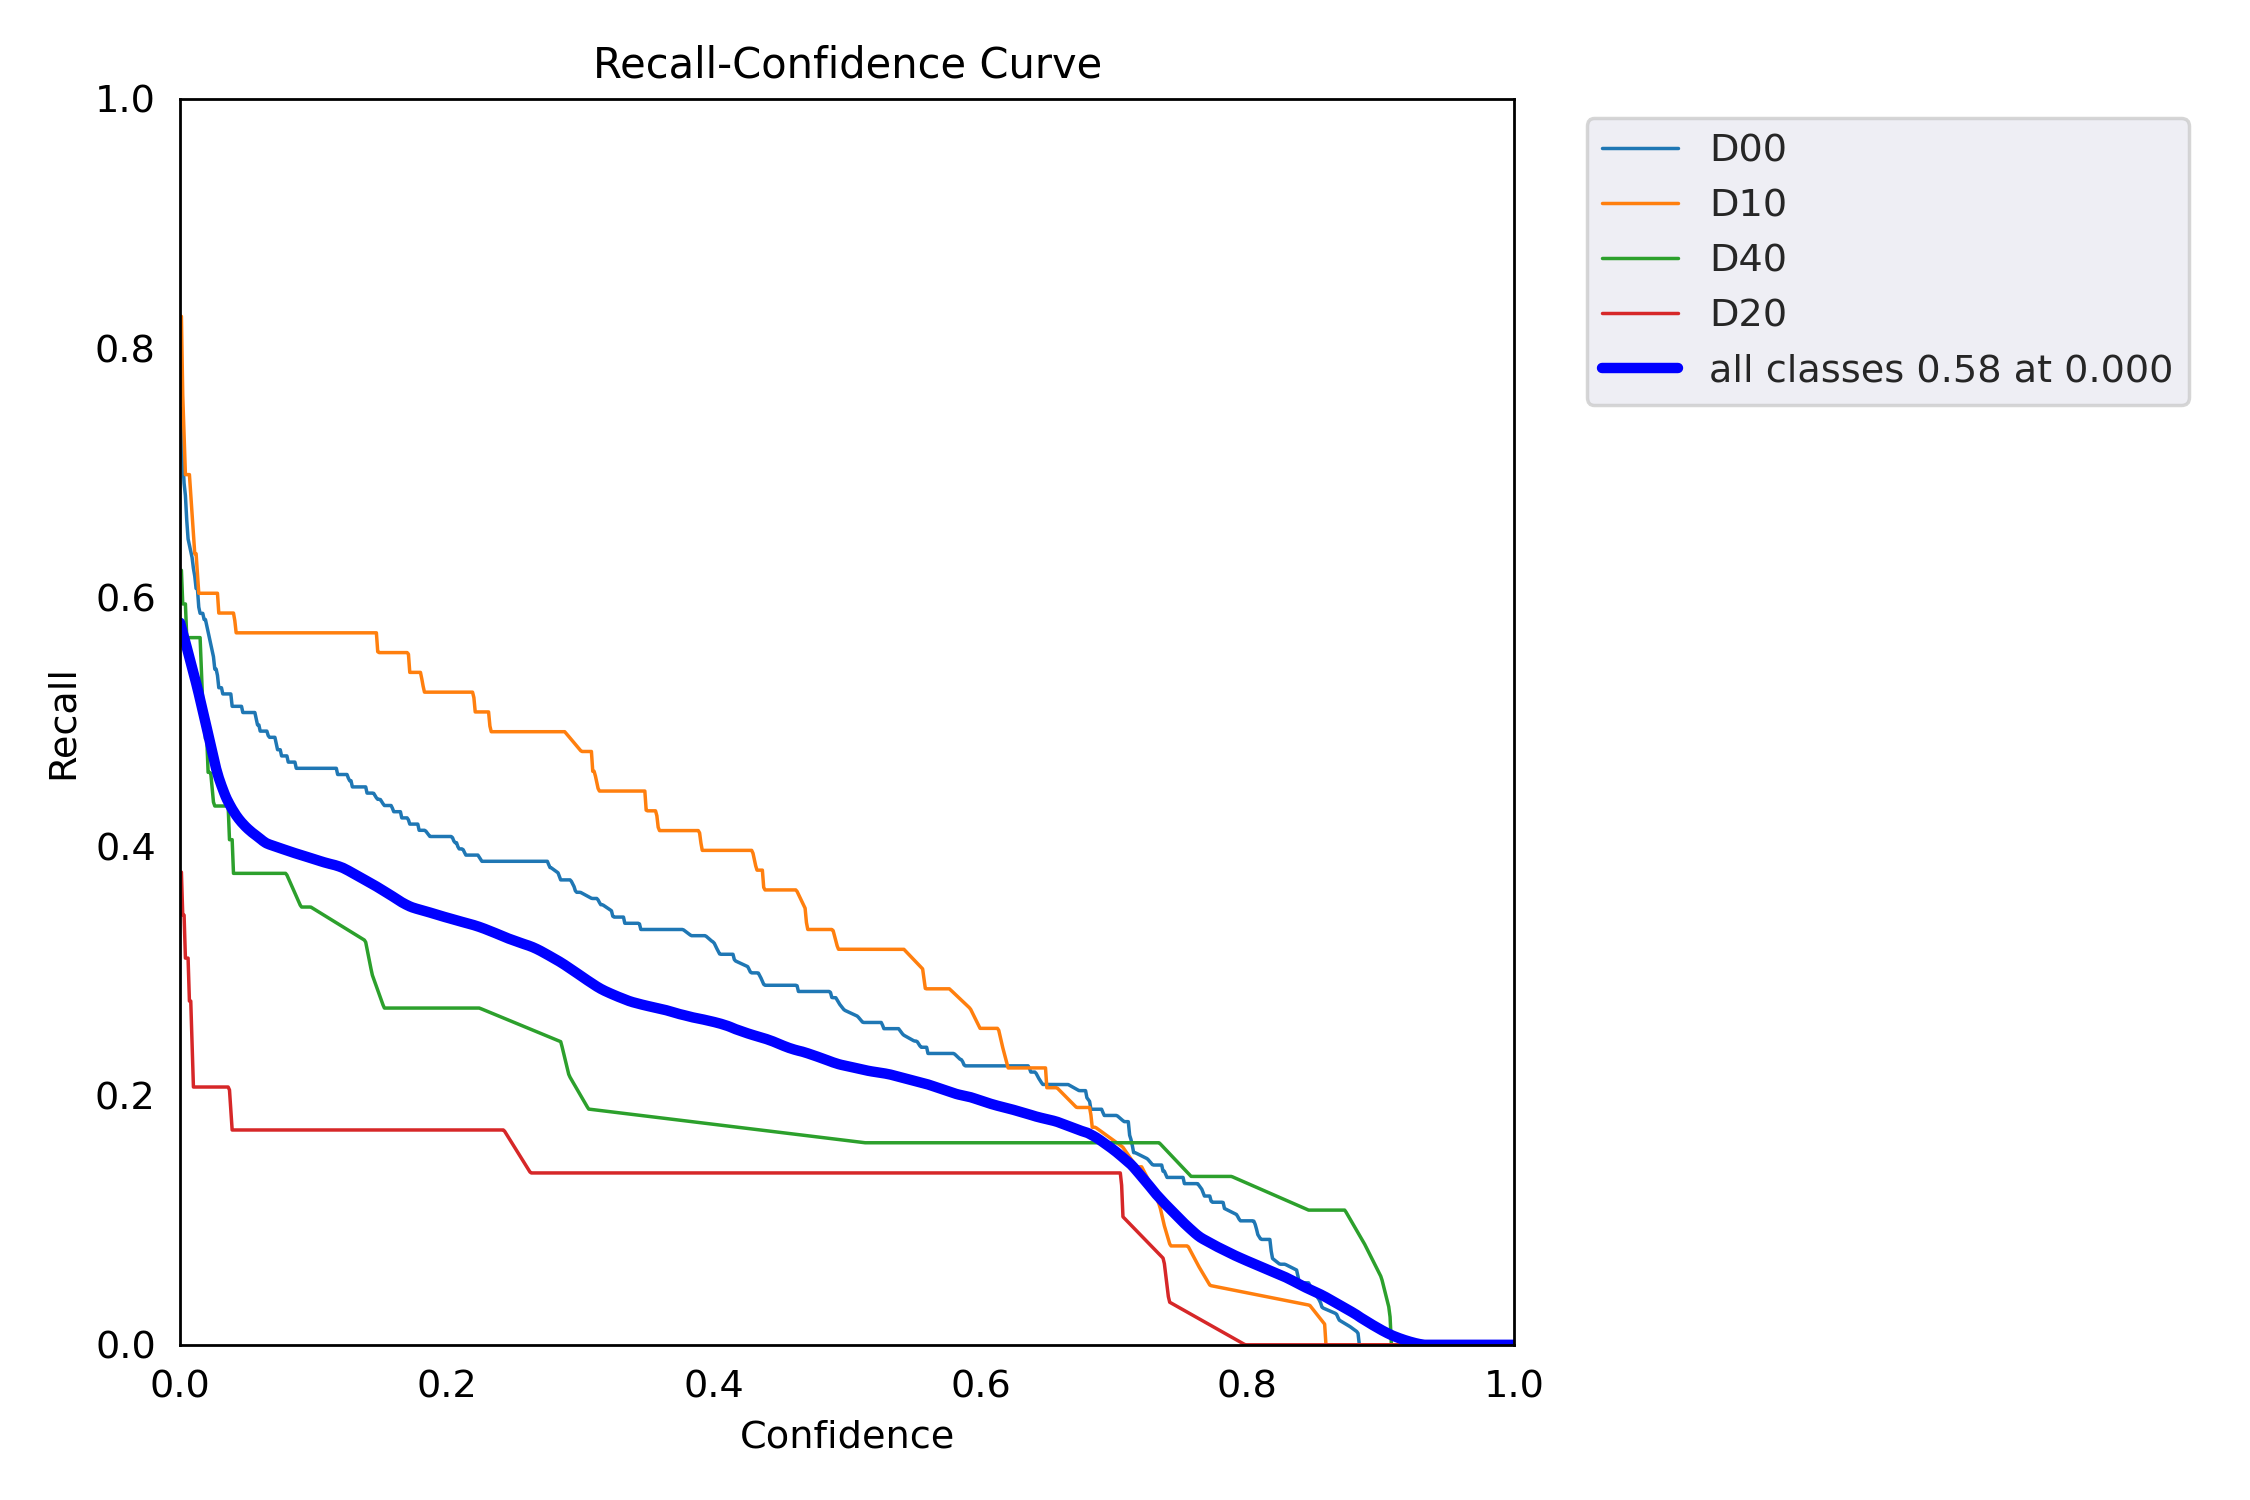 Recall-Confidence Curve
1.0
0.8
0.6
0.4
0.2
0.0
Recall
0.0 0.2 0.4 0.6 0.8 1.0
Confidence
D00
D10
D40
D20
all classes 0.58 at 0.000